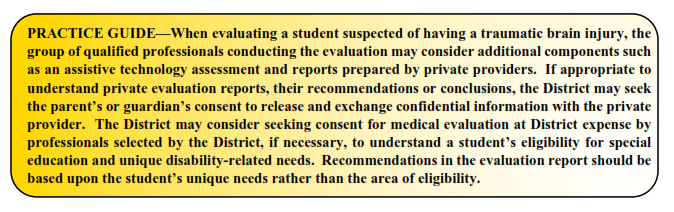 PRACTICE GUIDE—When evaluating a student suspected of having a traumatic brain injury, the
group of qualified professionals conducting the evaluation may consider additional components such
as an assistive technology assessment and reports prepared by private providers.  If appropriate to
understand private evaluation reports, their recommendations or conclusions, the District may seek
the parent's or guardian's consent to release and exchange confidential information with the private
provider.  The District may consider seeking consent for medical evaluation at District expense by
professionals selected by the District, if necessary, to understand a student's eligibility for special
education and unique disability-related needs.  Recommendations in the evaluation report should be
based upon the student's unique needs rather than the area of eligibility.